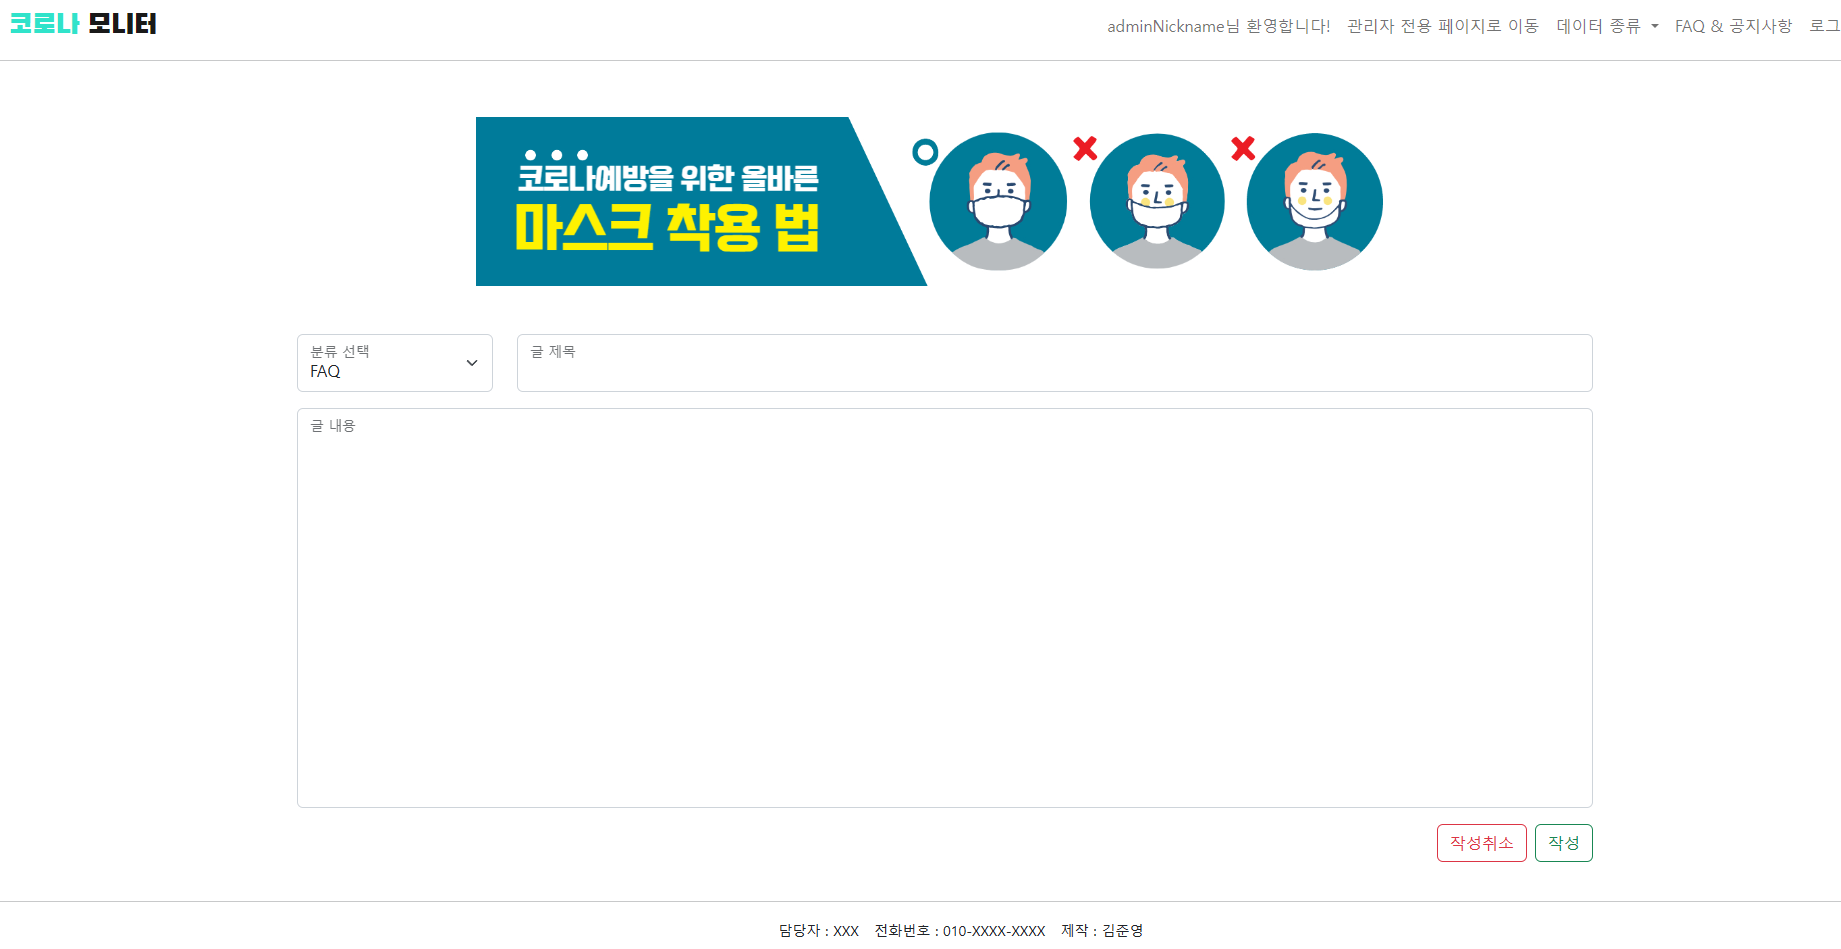 코로나 모니터
adminNickname님 환영합니다! 관리자 전용 페이지로 이동 데이터 종류 FAQ & 공지사항 로그
코로나예방을 위한 올바른
마스크 착용 법
분류 선택
FAQ
글 제목
글 내용
작성취소 작성
담당자 : XXX 전화번호 : 010-XXXX-XXXX 제작 : 김준영